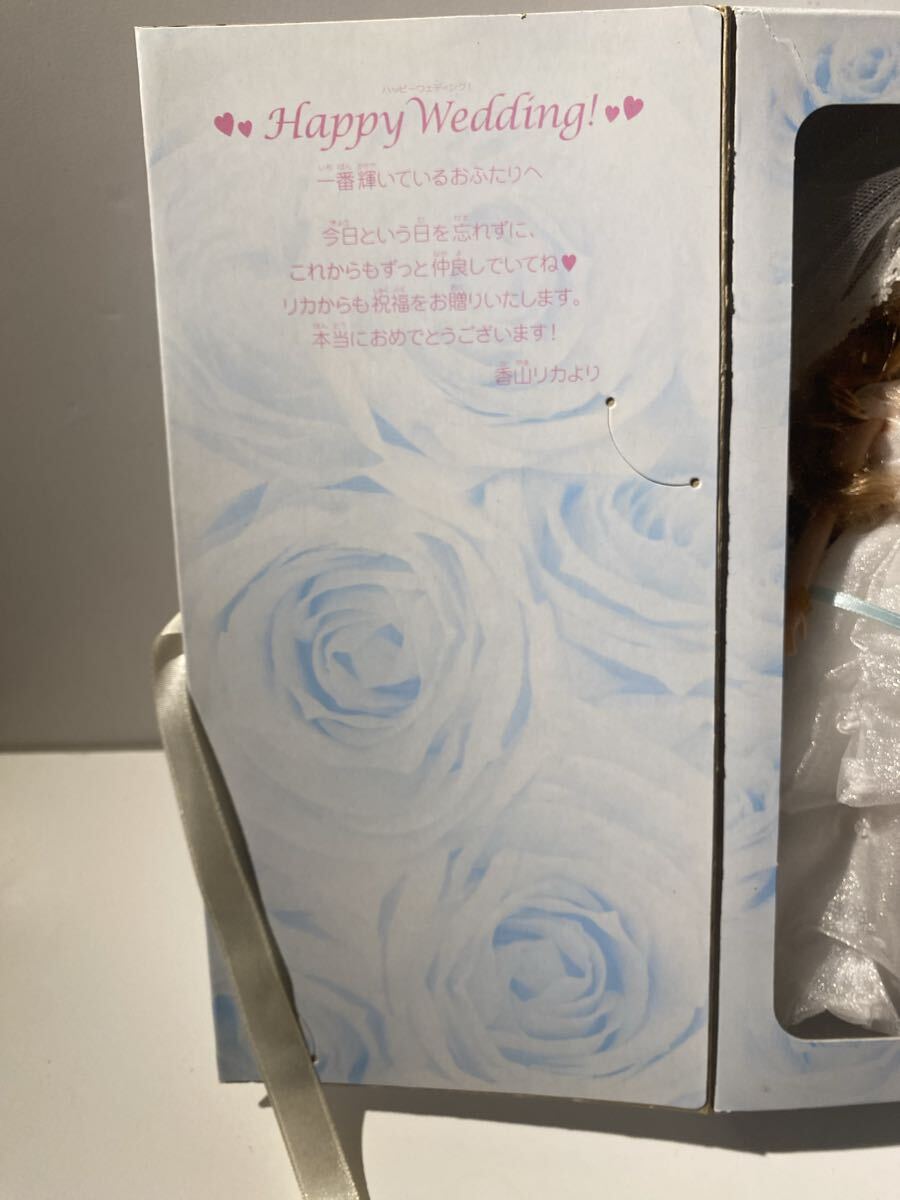 ハッピーウェディング!
Happy Wedding!
一番輝いているおふたりへ
今日という日を忘れずに、
これからもずっと仲良していてね♥
リカからも祝福をお贈りいたします。
本当におめでとうございます!
香山リカより